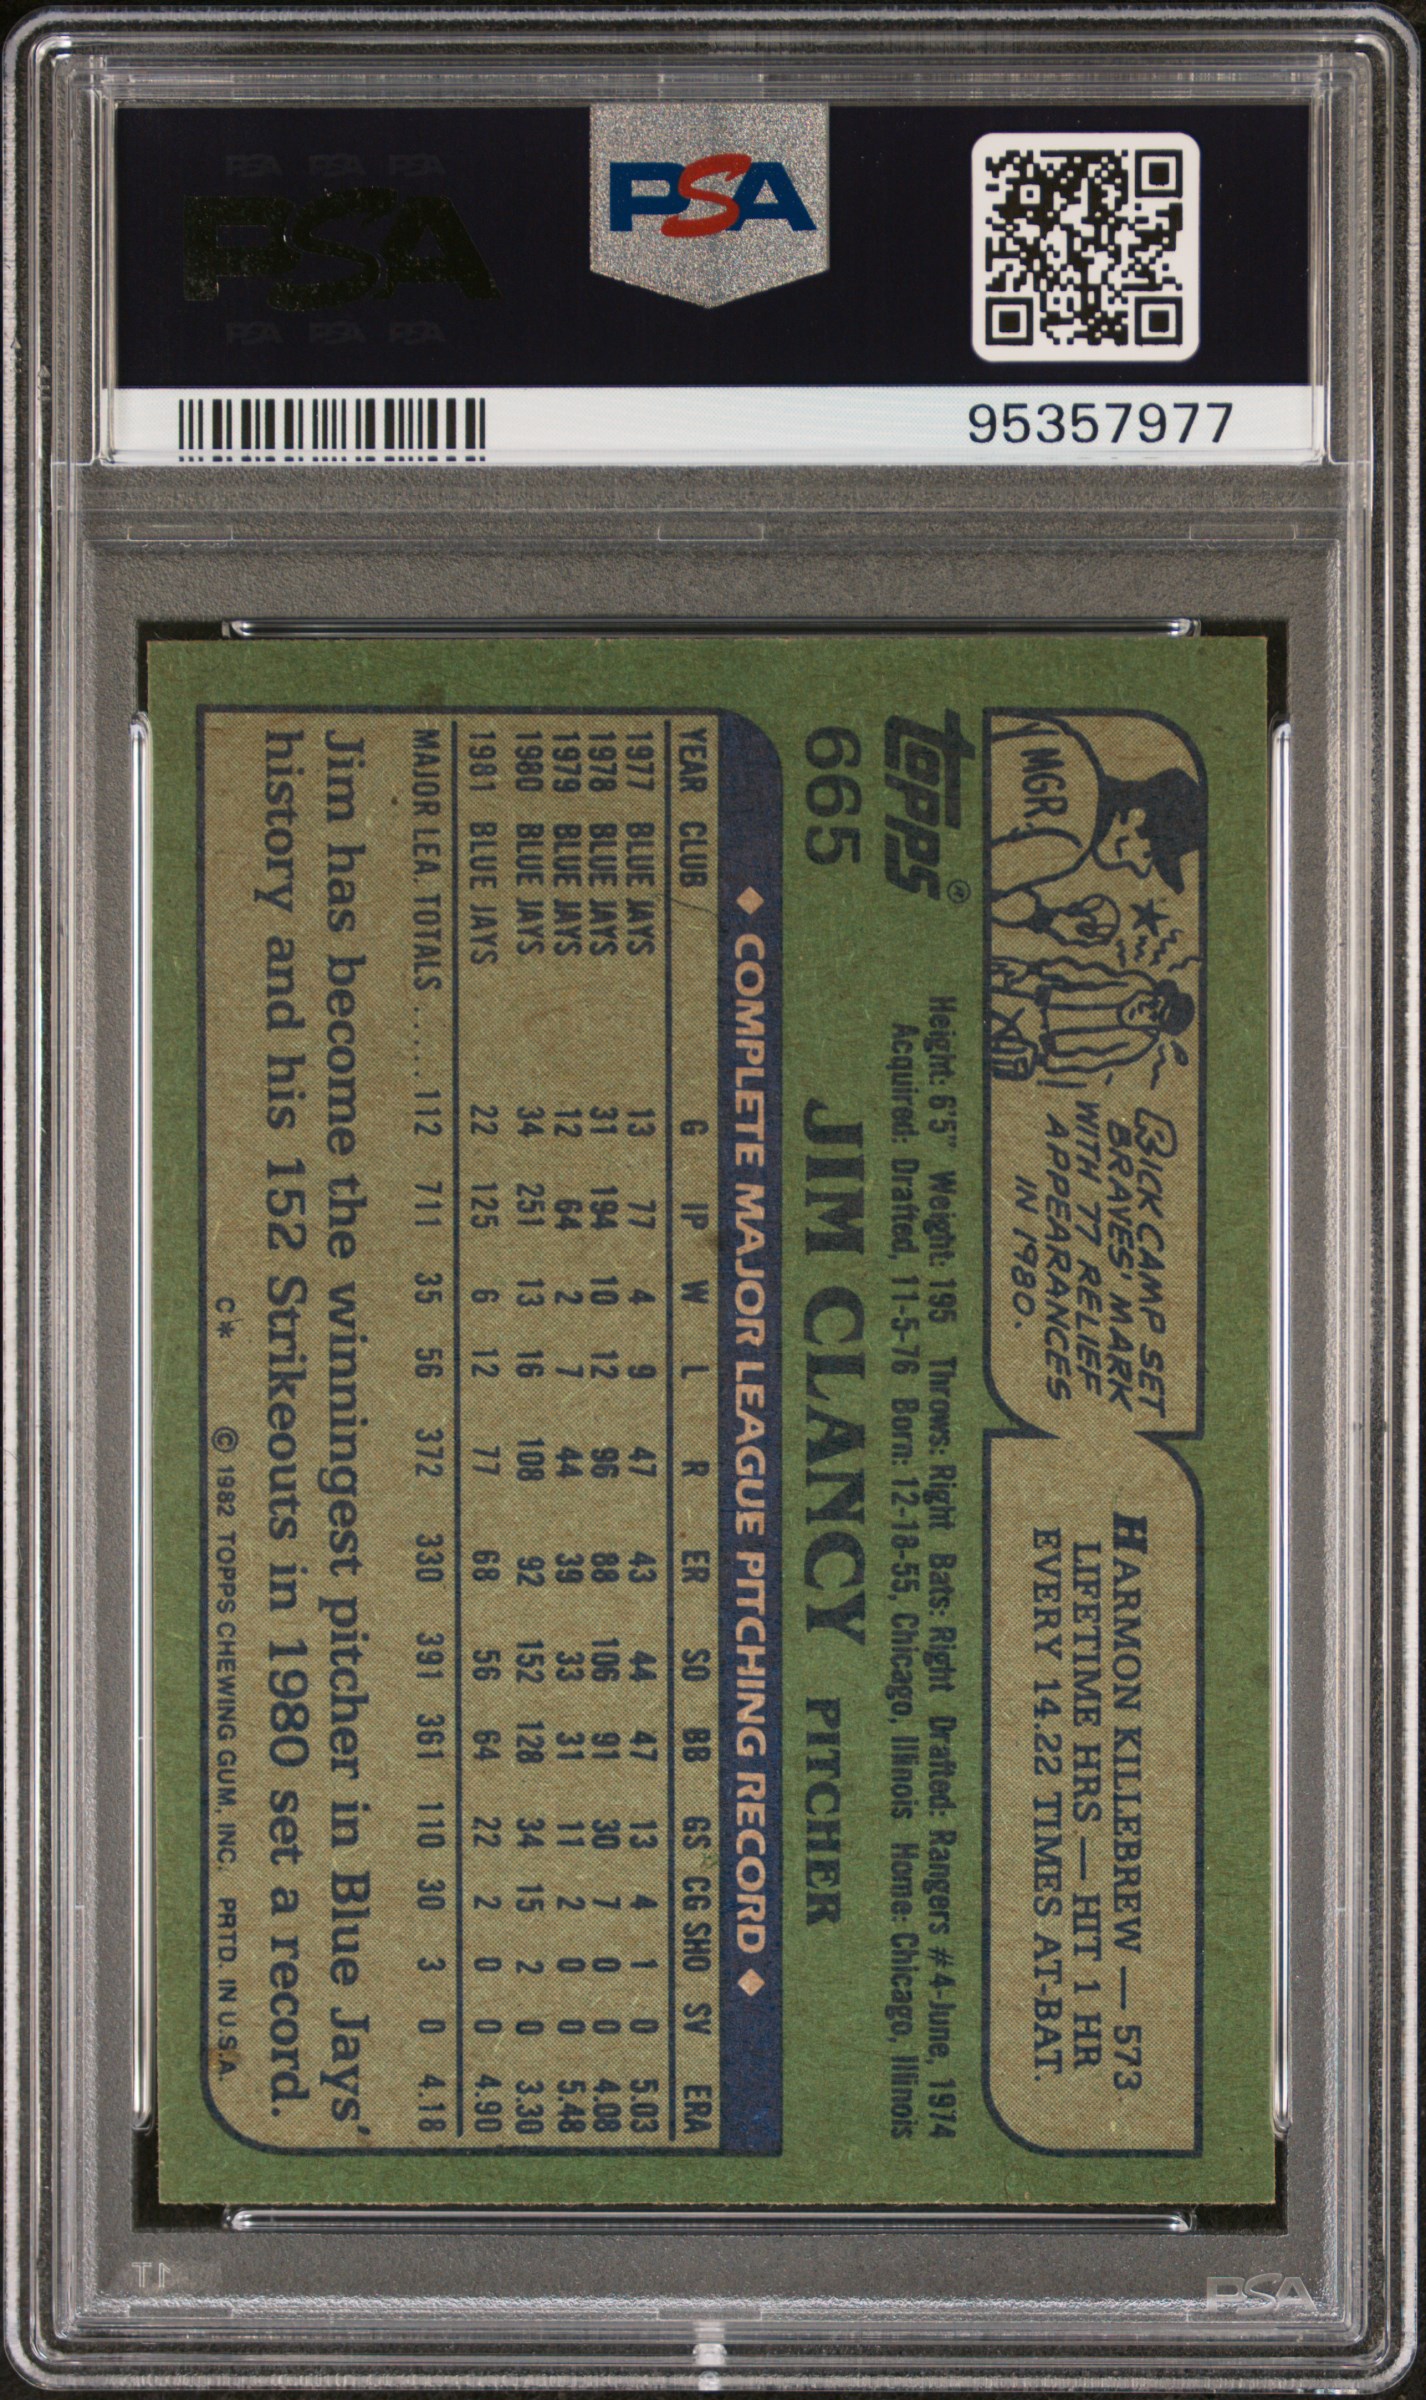 PSA PSA PSA
PSA
PSA PSA PSA
PSA
95357977
MGR.
RICK CAMP SET
BRAVES' MARK
WITH 77 RELIEF
APPEARANCES
IN 1980.
HARMON KILLEBREW — 573
LIFETIME HRS — HIT 1 HR
EVERY 14.22 TIMES AT-BAT.
topps®
665
Height: 6'5" Weight: 195 Throws: Right Bats: Right Drafted: Rangers #4-June, 1974
Acquired: Drafted, 11-5-76 Born: 12-18-55, Chicago, Illinois Home: Chicago, Illinois
JIM CLANCY PITCHER
◆ COMPLETE MAJOR LEAGUE PITCHING RECORD ◆
YEAR CLUB G IP W L R ER SO BB GS CG SHO SV ERA
1977 BLUE JAYS 13 77 4 9 47 43 44 47 13 4 1 0 5.03
1978 BLUE JAYS 31 194 10 12 96 88 106 91 30 7 0 0 4.08
1979 BLUE JAYS 12 64 2 7 44 39 33 31 11 2 0 0 5.48
1980 BLUE JAYS 34 251 13 16 108 92 152 128 34 15 2 0 3.30
1981 BLUE JAYS 22 125 6 12 77 68 56 64 22 2 0 0 4.90
MAJOR LEA. TOTALS ..... 112 711 35 56 372 330 391 361 110 30 3 0 4.18
Jim has become the winningest pitcher in Blue Jays'
history and his 152 Strikeouts in 1980 set a record.
C* © 1982 TOPPS CHEWING GUM, INC. PRTD. IN U.S.A.
PSA